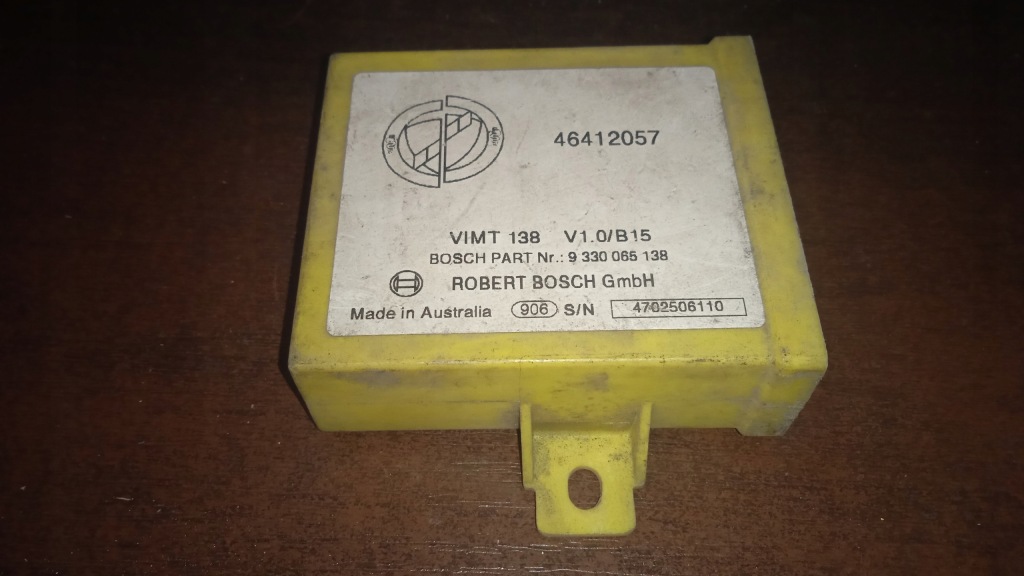 46412057
VIMT 138 V1.0/B15
BOSCH PART Nr.: 9 330 065 138
ROBERT BOSCH GmbH
Made in Australia 906 S/N 4702506110